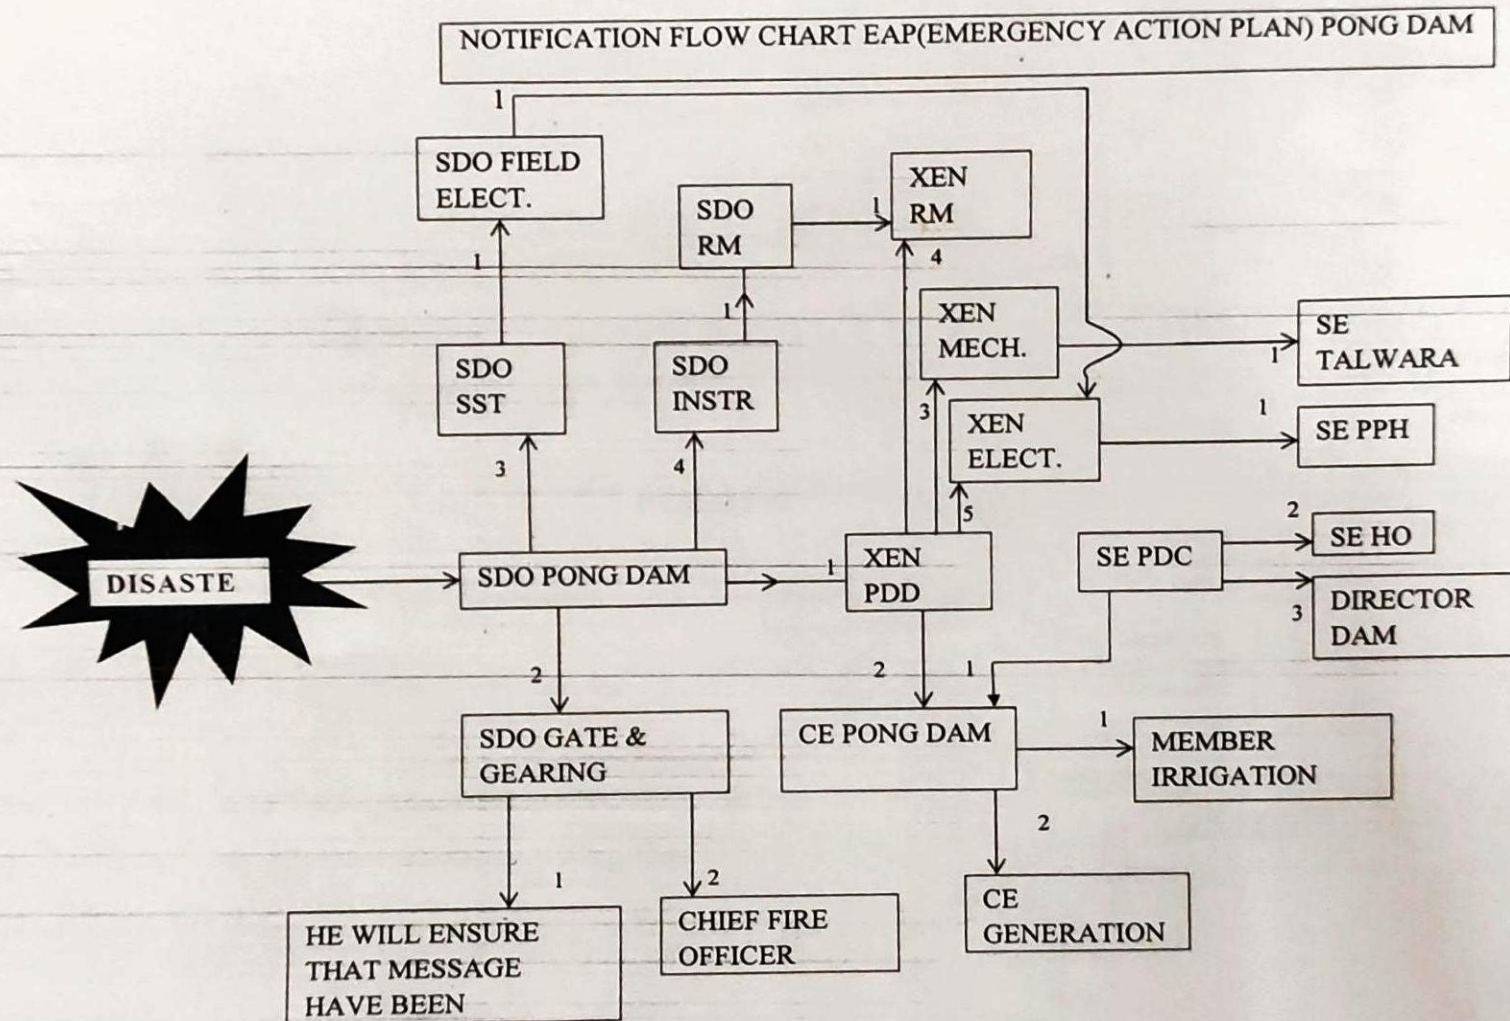 NOTIFICATION FLOW CHART EAP(EMERGENCY ACTION PLAN) PONG DAM
1
SDO FIELD
ELECT.
1
SDO
SST
3
SDO
RM
1
1
SDO
INSTR
4
XEN
RM
4
XEN
MECH.
3
1
SE
TALWARA
XEN
ELECT.
5
1
SE PPH
DISASTE
SDO PONG DAM
1
XEN
PDD
SE PDC
2
SE HO
3
DIRECTOR
DAM
2
2
1
SDO GATE &
GEARING
CE PONG DAM
1
MEMBER
IRRIGATION
1
2
2
HE WILL ENSURE
THAT MESSAGE
HAVE BEEN
CHIEF FIRE
OFFICER
CE
GENERATION